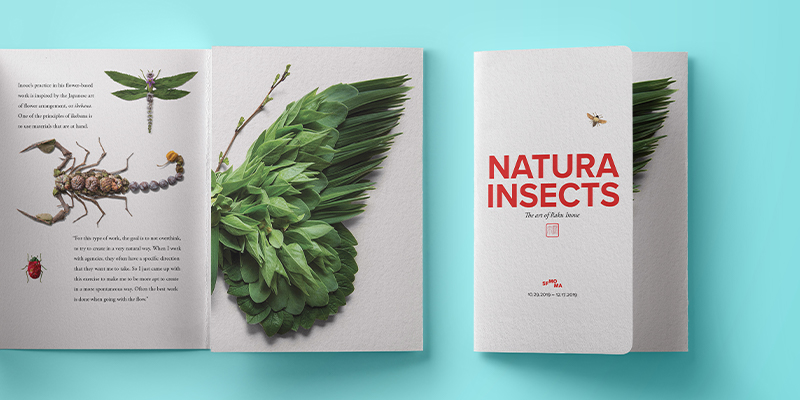 Inoue's practice in his flower-based
work is inspired by the Japanese art
of flower arrangement, or Ikebana.
One of the principles of Ikebana is
to use materials that are at hand.
"For this type of work, the goal is to not overthink,
to try to create in a very natural way. When I work
with agencies, they often have a specific direction
that they want me to take. So I just came up with
this exercise to make me to be more apt to create
in a more spontaneous way. Often the best work
is done when going with the flow."
NATURA
INSECTS
The art of Raku Inoue
SFMOMA
10.29.2019 – 12.17.2019